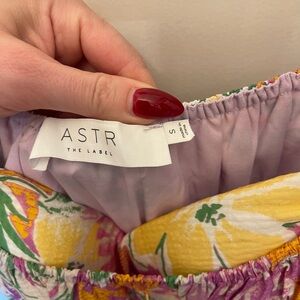 ASTR
THE LABEL
S